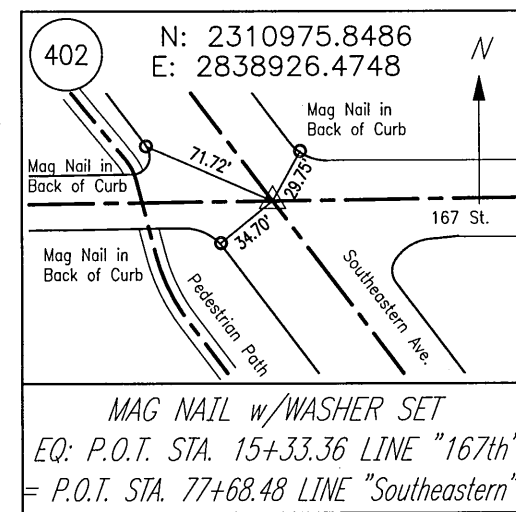 402
N: 2310975.8486
E: 2838926.4748
N
Mag Nail in
Back of Curb
71.72'
29.75'
Mag Nail in
Back of Curb
167 St.
34.70'
Mag Nail in
Back of Curb
Pedestrian Path
Southeastern Ave.
MAG NAIL w/WASHER SET
EQ: P.O.T. STA. 15+33.36 LINE "167th"
= P.O.T. STA. 77+68.48 LINE "Southeastern"